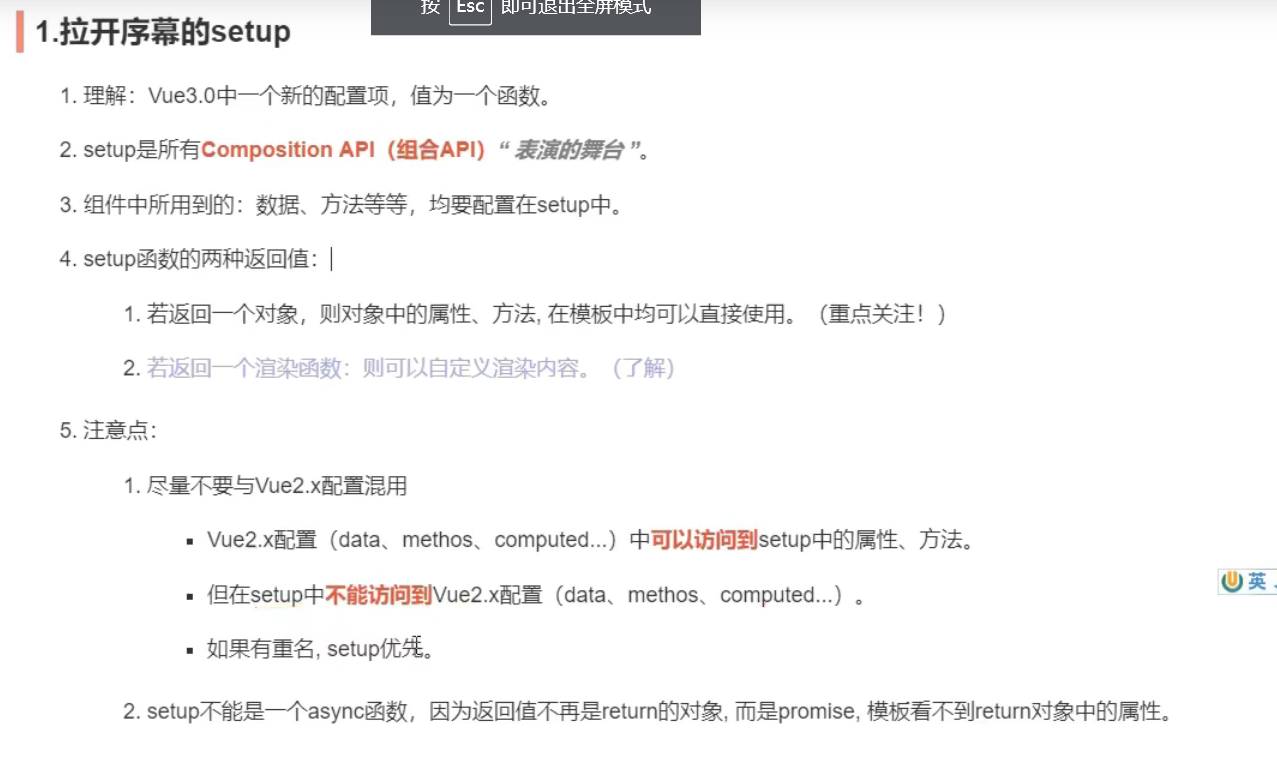 按 Esc 即可退出全屏模式
1.拉开序幕的setup
1. 理解：Vue3.0中一个新的配置项，值为一个函数。
2. setup是所有Composition API（组合API）“ 表演的舞台 ”。
3. 组件中所用到的：数据、方法等等，均要配置在setup中。
4. setup函数的两种返回值：
1. 若返回一个对象，则对象中的属性、方法, 在模板中均可以直接使用。（重点关注！）
2. 若返回一个渲染函数：则可以自定义渲染内容。（了解）
5. 注意点：
1. 尽量不要与Vue2.x配置混用
▪ Vue2.x配置（data、methos、computed...）中可以访问到setup中的属性、方法。
▪ 但在setup中不能访问到Vue2.x配置（data、methos、computed...）。
英
▪ 如果有重名, setup优先。
2. setup不能是一个async函数，因为返回值不再是return的对象, 而是promise, 模板看不到return对象中的属性。